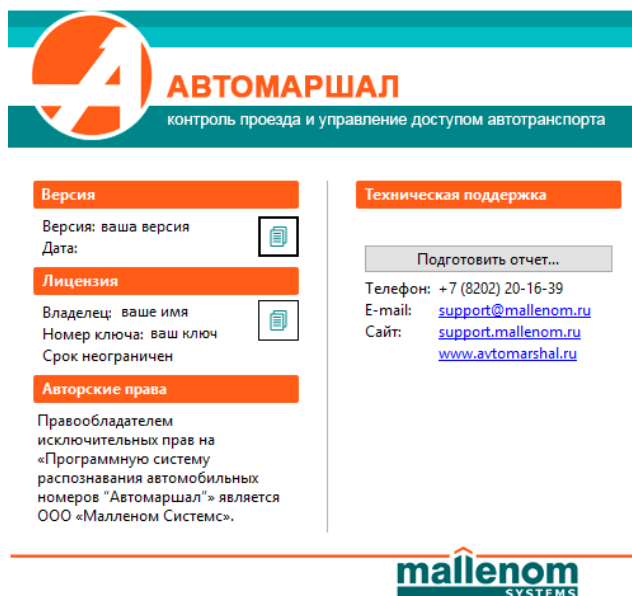 АВТОМАРШАЛ
контроль проезда и управление доступом автотранспорта
Версия
Версия: ваша версия
Дата:
Лицензия
Владелец: ваше имя
Номер ключа: ваш ключ
Срок неограничен
Авторские права
Правообладателем
исключительных прав на
«Программную систему
распознавания автомобильных
номеров "Автомаршал"» является
ООО «Малленом Системс».
Техническая поддержка
Подготовить отчет...
Телефон: +7 (8202) 20-16-39
E-mail: support@mallenom.ru
Сайт: support.mallenom.ru
www.avtomarshal.ru
mallenom
SYSTEMS